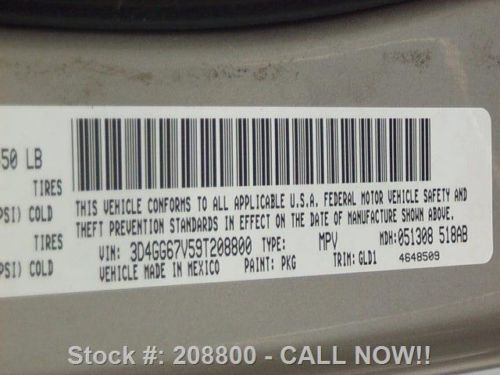 50 LB
TIRES
PSI) COLD
TIRES
PSI) COLD
THIS VEHICLE CONFORMS TO ALL APPLICABLE U.S.A. FEDERAL MOTOR VEHICLE SAFETY AND
THEFT PREVENTION STANDARDS IN EFFECT ON THE DATE OF MANUFACTURE SHOWN ABOVE.
VIN: 3D4GG67V59T208800 TYPE: MPV MDH: 051308 518AB
VEHICLE MADE IN MEXICO PAINT: PKG TRIM: GLD1 4648509
Stock #: 208800 - CALL NOW!!